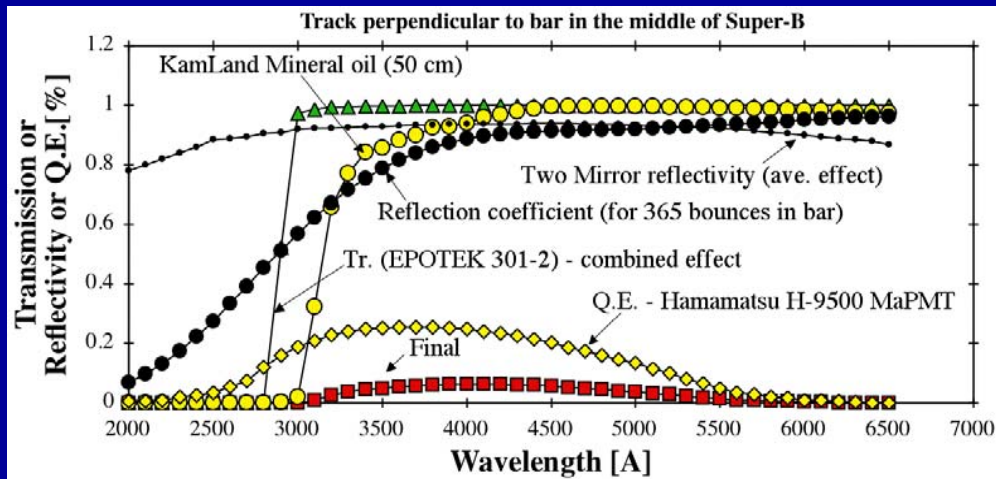 Track perpendicular to bar in the middle of Super-B
Transmission or
Reflectivity or Q.E.[%]
1.2
1
0.8
0.6
0.4
0.2
0
KamLand Mineral oil (50 cm)
Two Mirror reflectivity (ave. effect)
Reflection coefficient (for 365 bounces in bar)
Tr. (EPOTEK 301-2) - combined effect
Q.E. - Hamamatsu H-9500 MaPMT
Final
2000 2500 3000 3500 4000 4500 5000 5500 6000 6500 7000
Wavelength [A]